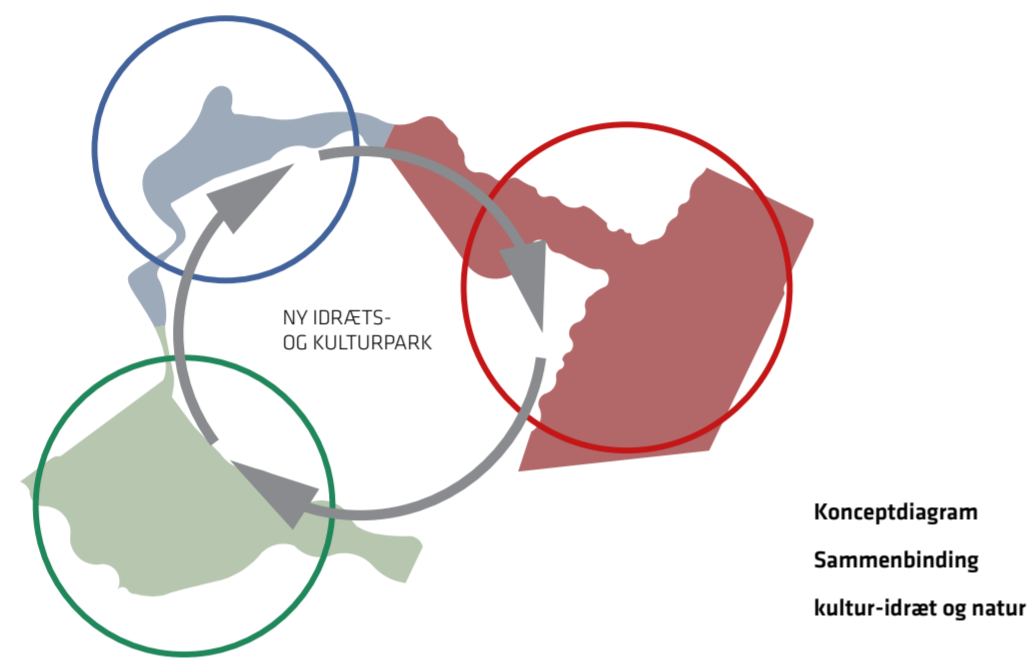 NY IDRÆTS-
OG KULTURPARK
Konceptdiagram
Sammenbinding
kultur-idræt og natur